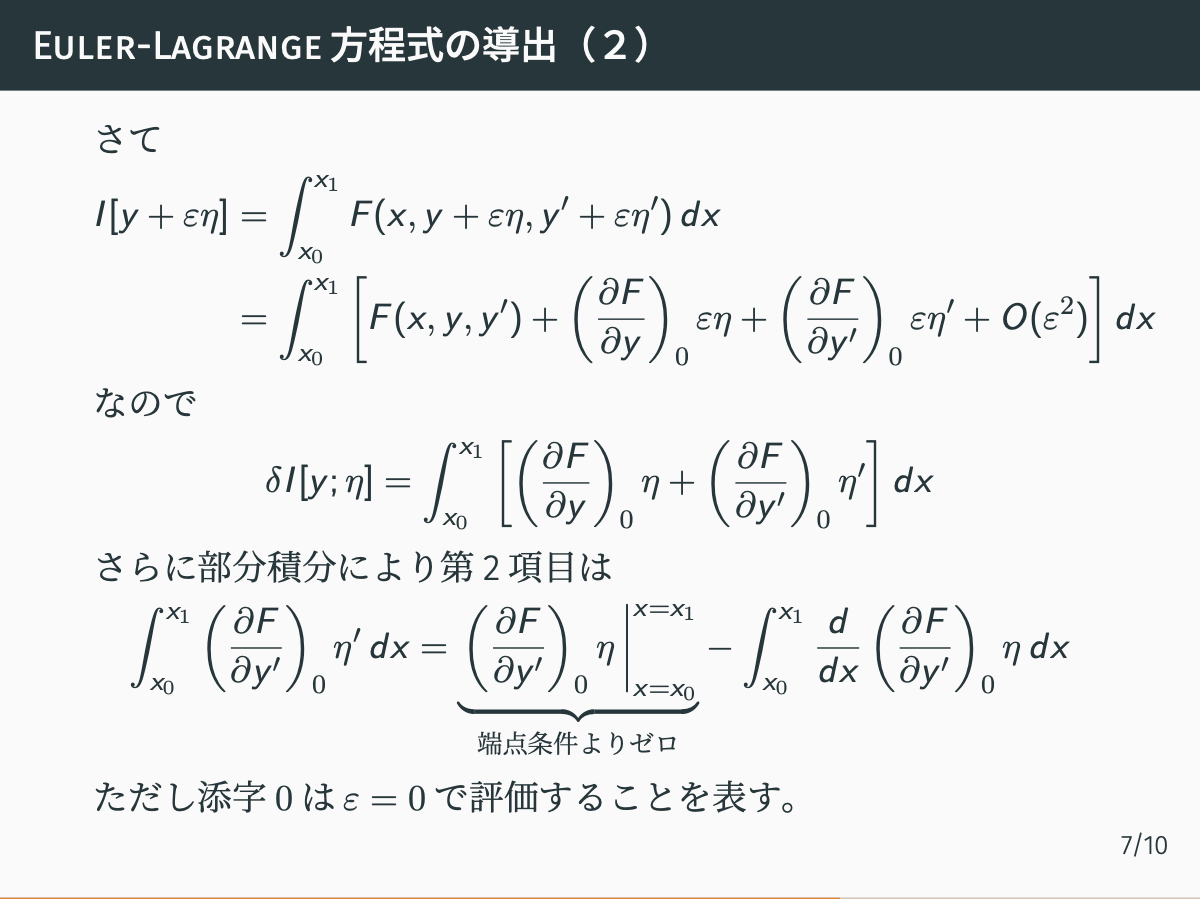 EULER-LAGRANGE 方程式の導出（２）
さて
I[y + εη] = ∫_{x_0}^{x_1} F(x, y + εη, y′ + εη′) dx
= ∫_{x_0}^{x_1} [F(x, y, y′) + (∂F/∂y)_0 εη + (∂F/∂y′)_0 εη′ + O(ε²)] dx
なので
δI[y; η] = ∫_{x_0}^{x_1} [(∂F/∂y)_0 η + (∂F/∂y′)_0 η′] dx
さらに部分積分により第 2 項目は
∫_{x_0}^{x_1} (∂F/∂y′)_0 η′ dx = (∂F/∂y′)_0 η |_{x=x_0}^{x=x_1} − ∫_{x_0}^{x_1} d/dx (∂F/∂y′)_0 η dx
端点条件よりゼロ
ただし添字 0 は ε = 0 で評価することを表す。
7/10